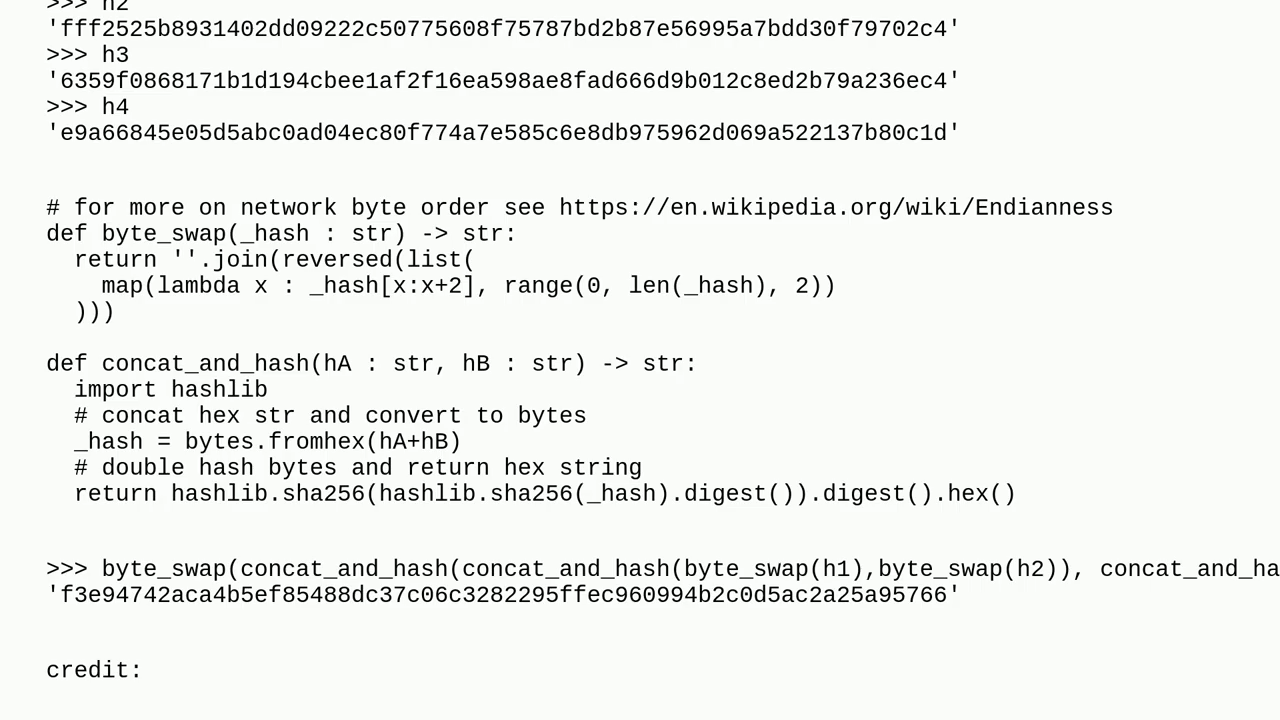 >>> h2
'fff2525b8931402dd09222c50775608f75787bd2b87e56995a7bdd30f79702c4'
>>> h3
'6359f0868171b1d194cbee1af2f16ea598ae8fad666d9b012c8ed2b79a236ec4'
>>> h4
'e9a66845e05d5abc0ad04ec80f774a7e585c6e8db975962d069a522137b80c1d'
# for more on network byte order see https://en.wikipedia.org/wiki/Endianness
def byte_swap(_hash : str) -> str:
  return ''.join(reversed(list(
    map(lambda x : _hash[x:x+2], range(0, len(_hash), 2))
  )))
def concat_and_hash(hA : str, hB : str) -> str:
  import hashlib
  # concat hex str and convert to bytes
  _hash = bytes.fromhex(hA+hB)
  # double hash bytes and return hex string
  return hashlib.sha256(hashlib.sha256(_hash).digest()).digest().hex()
>>> byte_swap(concat_and_hash(concat_and_hash(byte_swap(h1),byte_swap(h2)), concat_and_ha
'f3e94742aca4b5ef85488dc37c06c3282295ffec960994b2c0d5ac2a25a95766'
credit: